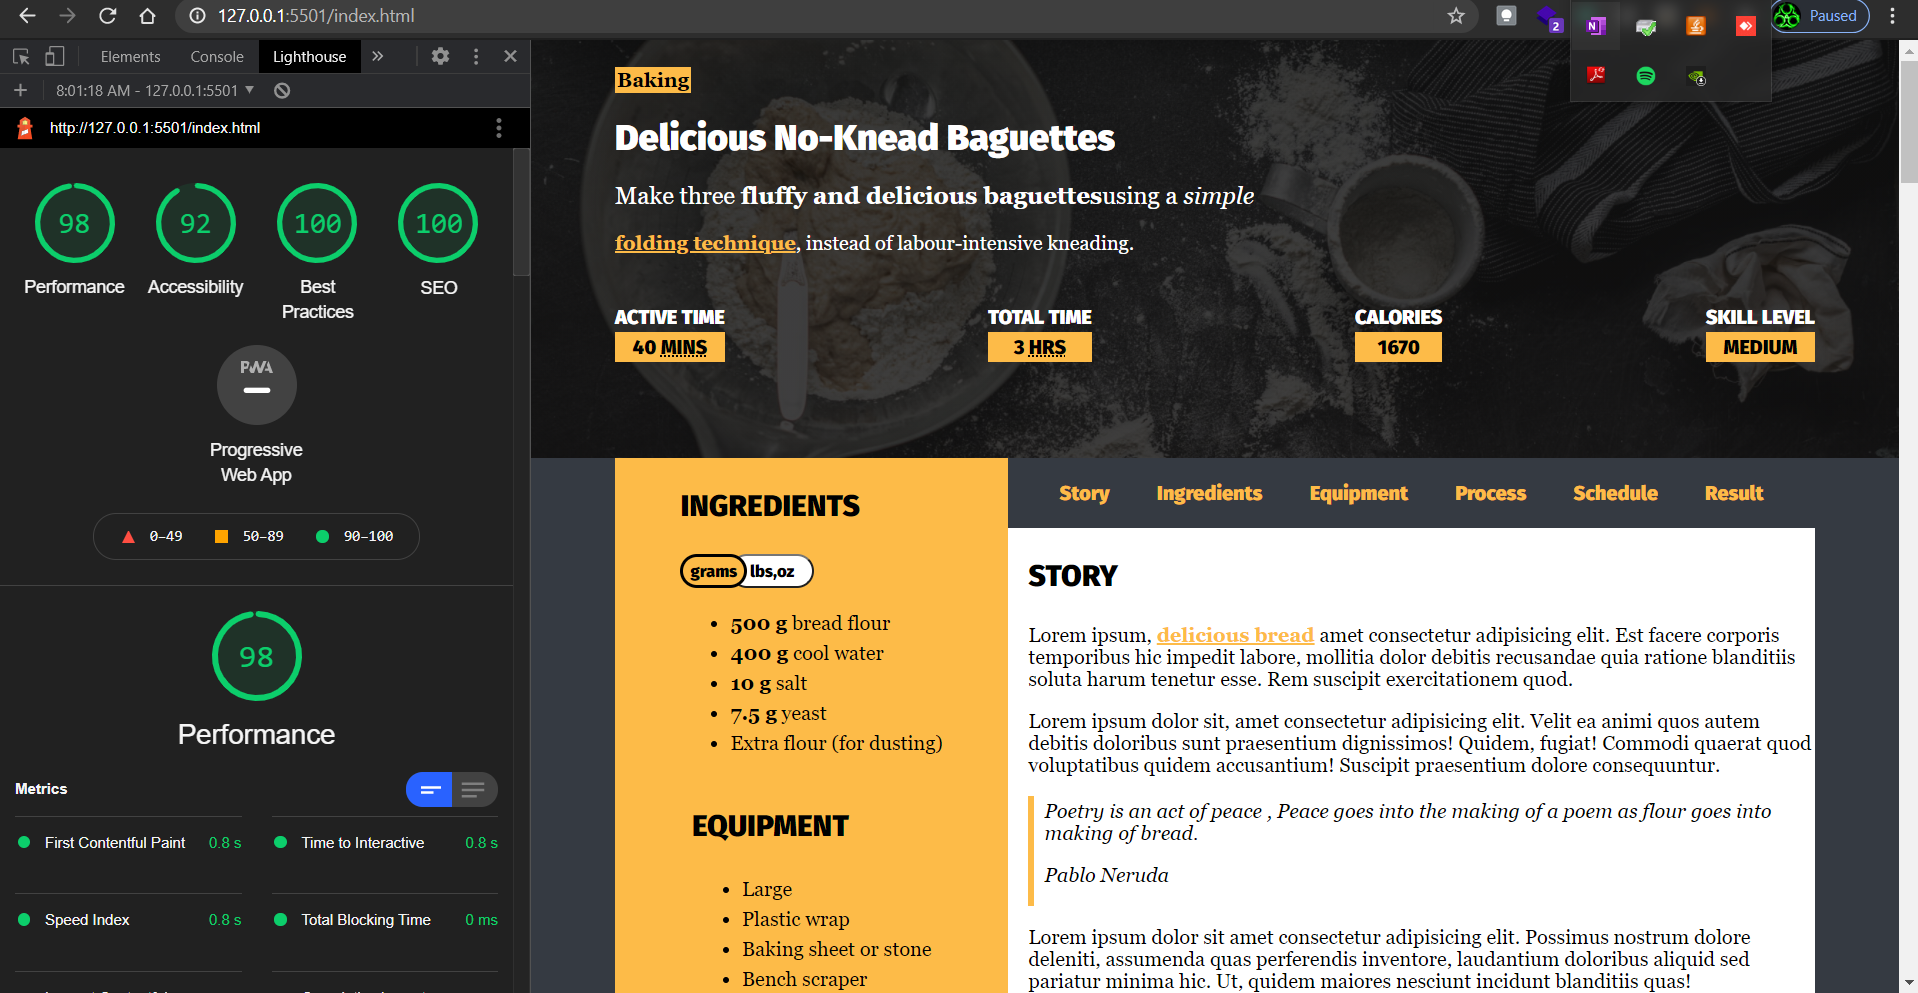 127.0.0.1:5501/index.html
2
N
Paused
Elements
Console
Lighthouse
8:01:18 AM - 127.0.0.1:5501
http://127.0.0.1:5501/index.html
98
92
100
100
Performance
Accessibility
Best
Practices
SEO
PWA
Progressive
Web App
0–49
50–89
90–100
98
Performance
Metrics
First Contentful Paint 0.8 s
Time to Interactive 0.8 s
Speed Index 0.8 s
Total Blocking Time 0 ms
Baking
Delicious No-Knead Baguettes
Make three fluffy and delicious baguettesusing a simple
folding technique, instead of labour-intensive kneading.
ACTIVE TIME
40 MINS
TOTAL TIME
3 HRS
CALORIES
1670
SKILL LEVEL
MEDIUM
INGREDIENTS
grams lbs,oz
500 g bread flour
400 g cool water
10 g salt
7.5 g yeast
Extra flour (for dusting)
EQUIPMENT
Large
Plastic wrap
Baking sheet or stone
Bench scraper
Story Ingredients Equipment Process Schedule Result
STORY
Lorem ipsum, delicious bread amet consectetur adipisicing elit. Est facere corporis
temporibus hic impedit labore, mollitia dolor debitis recusandae quia ratione blanditiis
soluta harum tenetur esse. Rem suscipit exercitationem quod.
Lorem ipsum dolor sit, amet consectetur adipisicing elit. Velit ea animi quos autem
debitis doloribus sunt praesentium dignissimos! Quidem, fugiat! Commodi quaerat quod
voluptatibus quidem accusantium! Suscipit praesentium dolore consequuntur.
Poetry is an act of peace , Peace goes into the making of a poem as flour goes into
making of bread.
Pablo Neruda
Lorem ipsum dolor sit amet consectetur adipisicing elit. Possimus nostrum dolore
deleniti, assumenda quas perferendis inventore, laudantium doloribus aliquid sed
pariatur minima hic. Ut, quidem maiores nesciunt incidunt blanditiis quas!